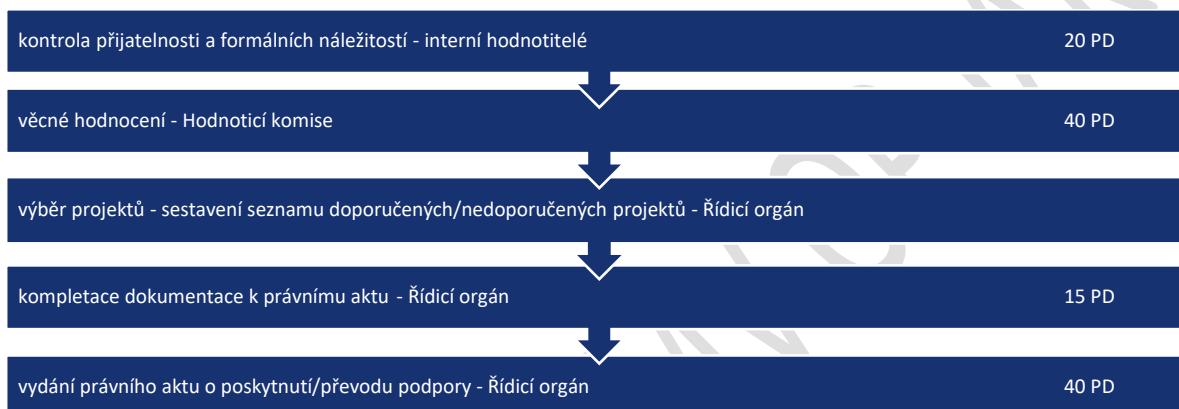 kontrola přijatelnosti a formálních náležitostí - interní hodnotitelé 20 PD
věcné hodnocení - Hodnoticí komise 40 PD
výběr projektů - sestavení seznamu doporučených/nedoporučených projektů - Řídicí orgán
kompletace dokumentace k právnímu aktu - Řídicí orgán 15 PD
vydání právního aktu o poskytnutí/převodu podpory - Řídicí orgán 40 PD